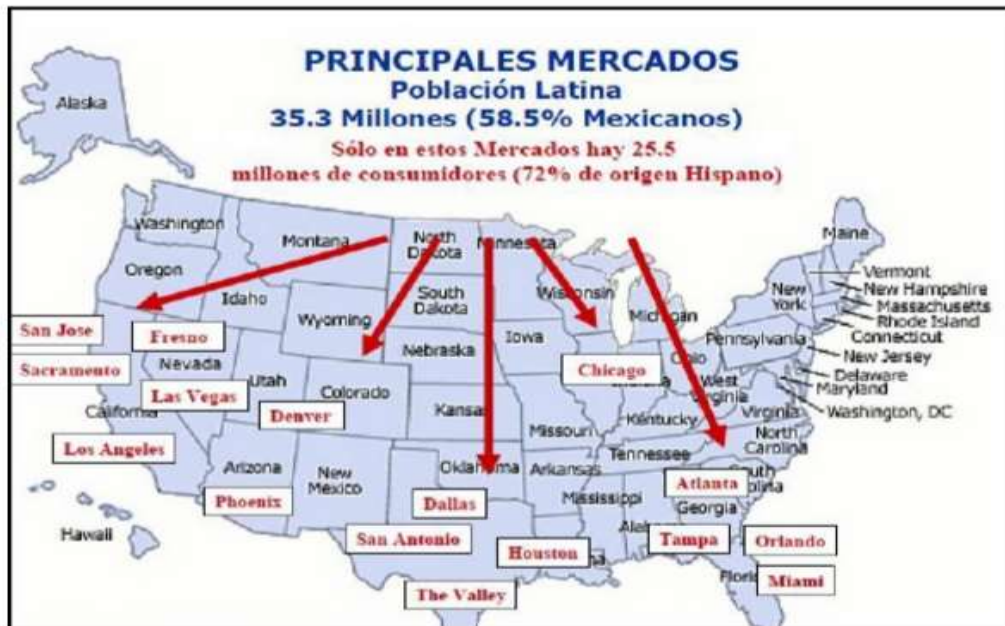 PRINCIPALES MERCADOS
Población Latina
35.3 Millones (58.5% Mexicanos)
Sólo en estos Mercados hay 25.5
millones de consumidores (72% de origen Hispano)
Alaska
Washington
Montana
North
Dakota
Minnesota
Maine
Oregon
Idaho
Wyoming
South
Dakota
Wisconsin
Michigan
New
York
Vermont
New Hampshire
Massachusetts
Rhode Island
Connecticut
San Jose
Fresno
Sacramento
Nevada
Las Vegas
Utah
Denver
Colorado
Nebraska
Iowa
Chicago
Pennsylvania
New Jersey
Delaware
Maryland
Washington, DC
West
Virginia
Virginia
California
Kansas
Missouri
Kentucky
Los Angeles
Arizona
Phoenix
New
Mexico
Oklahoma
Arkansas
Tennessee
North
Carolina
Dallas
Mississippi
Atlanta
South
Georgia
Hawaii
San Antonio
Houston
Tampa
Orlando
The Valley
Miami